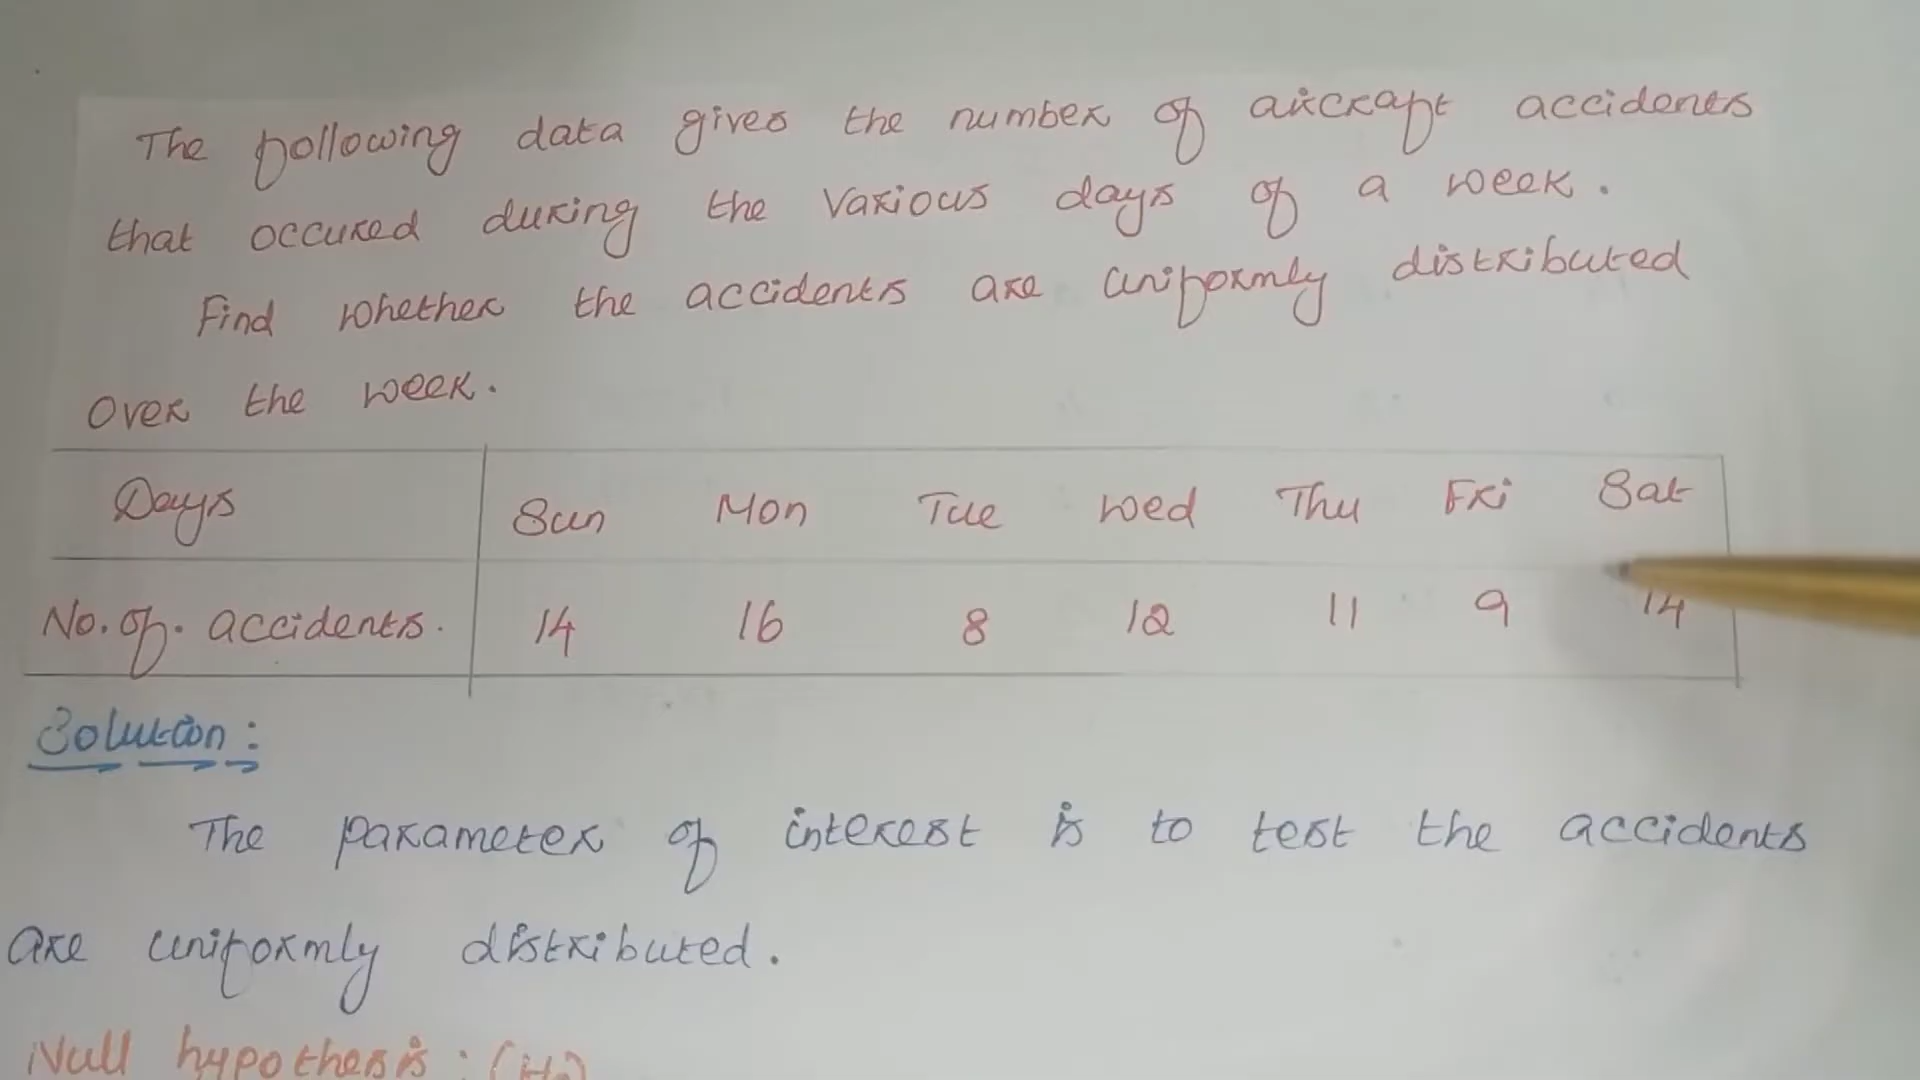 The following data gives the number of aircraft accidents
that occured during the various days of a week.
Find whether the accidents are uniformly distributed
over the week.
Days Sun Mon Tue Wed Thu Fri Sat
No. of. accidents. 14 16 8 12 11 9 14
Solution:
The parameter of interest is to test the accidents
are uniformly distributed.
Null hypothesis: (H0)